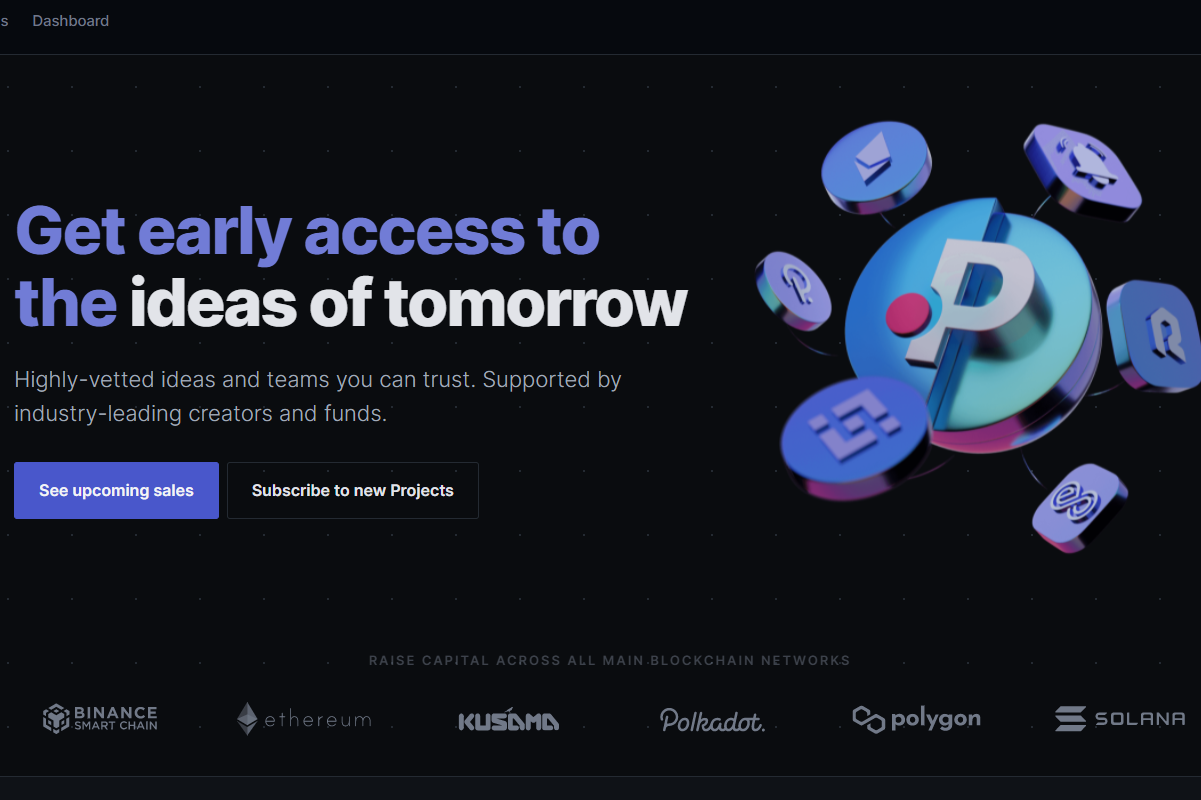 s Dashboard
Get early access to
the ideas of tomorrow
Highly-vetted ideas and teams you can trust. Supported by
industry-leading creators and funds.
See upcoming sales Subscribe to new Projects
P
RAISE CAPITAL ACROSS ALL MAIN BLOCKCHAIN NETWORKS
BINANCE
SMART CHAIN
ethereum KUSAMA Polkadot. polygon SOLANA